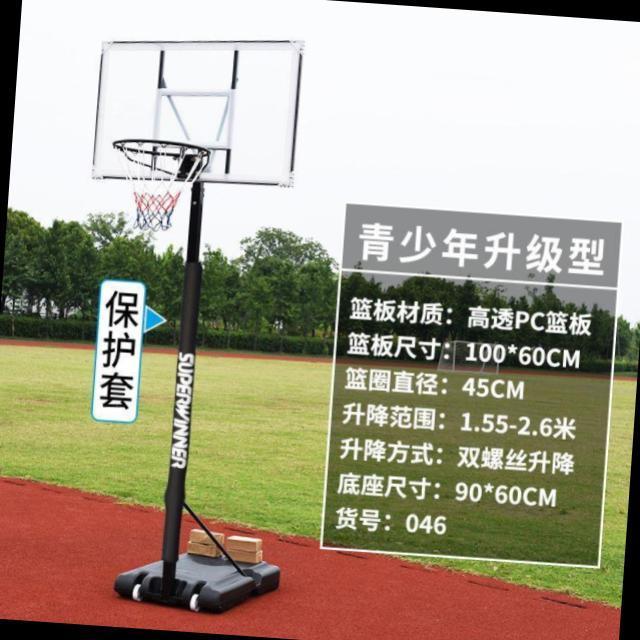 青少年升级型
篮板材质：高透PC篮板
篮板尺寸：100*60CM
篮圈直径：45CM
升降范围：1.55-2.6米
升降方式：双螺丝升降
底座尺寸：90*60CM
货号：046
保护套
SUPERWINNER